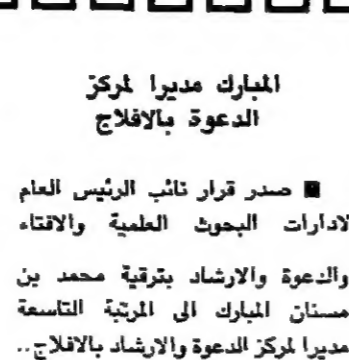 المبارك مديرا لمركز
الدعوة بالافلاج
■ صدر قرار نائب الرئيس العام
لادارات البحوث العلمية والافتاء
والدعوة والارشاد بترقية محمد بن
مسنان المبارك الى المرتبة التاسعة
مديرا لمركز الدعوة والارشاد بالافلاج..